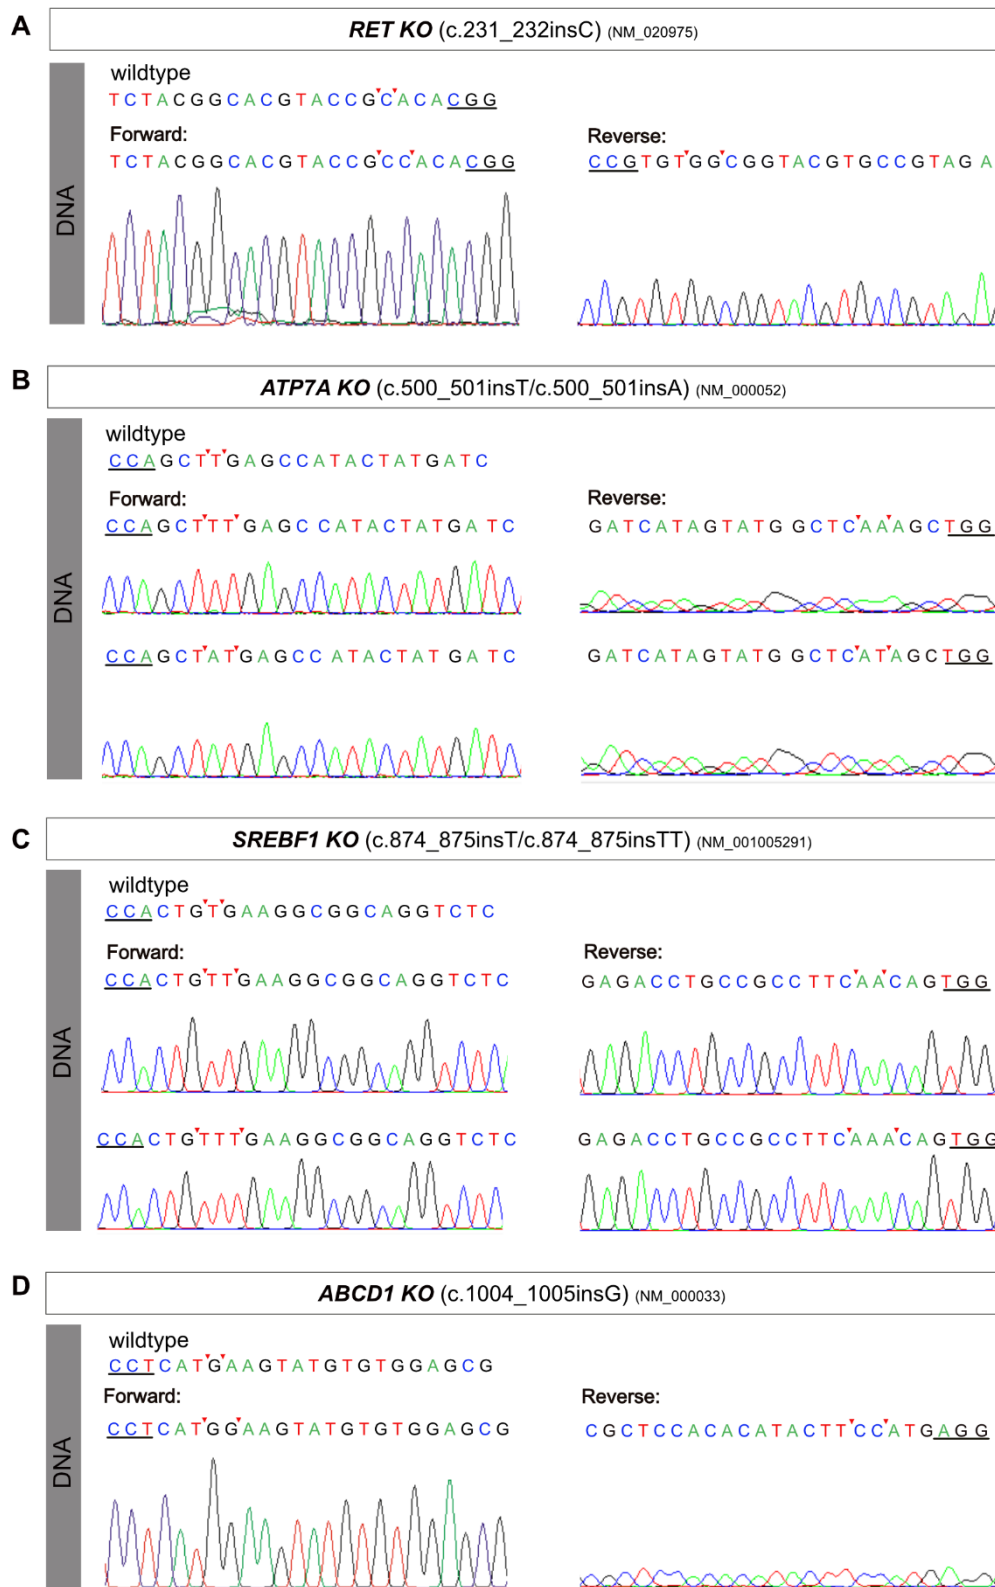 A
RET KO (c.231_232insC) (NM_020975)
DNA
wildtype
TCTACGGCACGTACCGCACACGG
Forward: Reverse:
TCTACGGCACGTACCGCCACACGG CCGTGTGGCGGTACGTGCCGTAGA
B
ATP7A KO (c.500_501insT/c.500_501insA) (NM_000052)
DNA
wildtype
CCAGCTTGAGCCATACTATGATC
Forward: Reverse:
CCAGCTTTGAGCCATACTATGATC GATCATAGTATGGCTCAAAGCTGG
CCAGCTATGAGCCATACTATGATC GATCATAGTATGGCTCATAGCTGG
C
SREBF1 KO (c.874_875insT/c.874_875insTT) (NM_001005291)
DNA
wildtype
CCACTGTGAAGGCGGCAGGTCTC
Forward: Reverse:
CCACTGTTGAAGGCGGCAGGTCTC GAGACCTGCCGCCTTCAACAGTGG
CCACTGTTTGAAGGCGGCAGGTCTC GAGACCTGCCGCCTTCAAACAGTGG
D
ABCD1 KO (c.1004_1005insG) (NM_000033)
DNA
wildtype
CCTCATGAAGTATGTGTGGAGCG
Forward: Reverse:
CCTCATGGAAGTATGTGTGGAGCG CGCTCCACACATACTTCCATGAGG